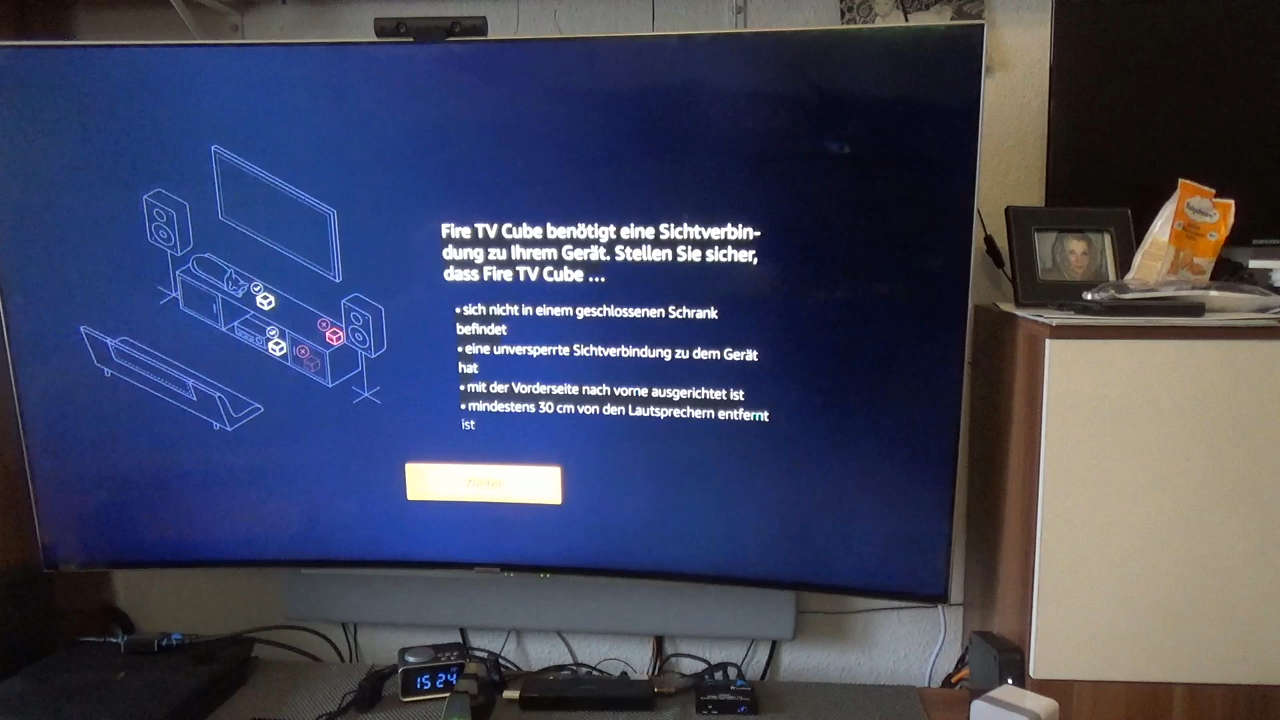 Fire TV Cube benötigt eine Sichtverbin-
dung zu Ihrem Gerät. Stellen Sie sicher,
dass Fire TV Cube ...
• sich nicht in einem geschlossenen Schrank
befindet
• eine unversperrte Sichtverbindung zu dem Gerät
hat
• mit der Vorderseite nach vorne ausgerichtet ist
• mindestens 30 cm von den Lautsprechern entfernt
ist
15 24